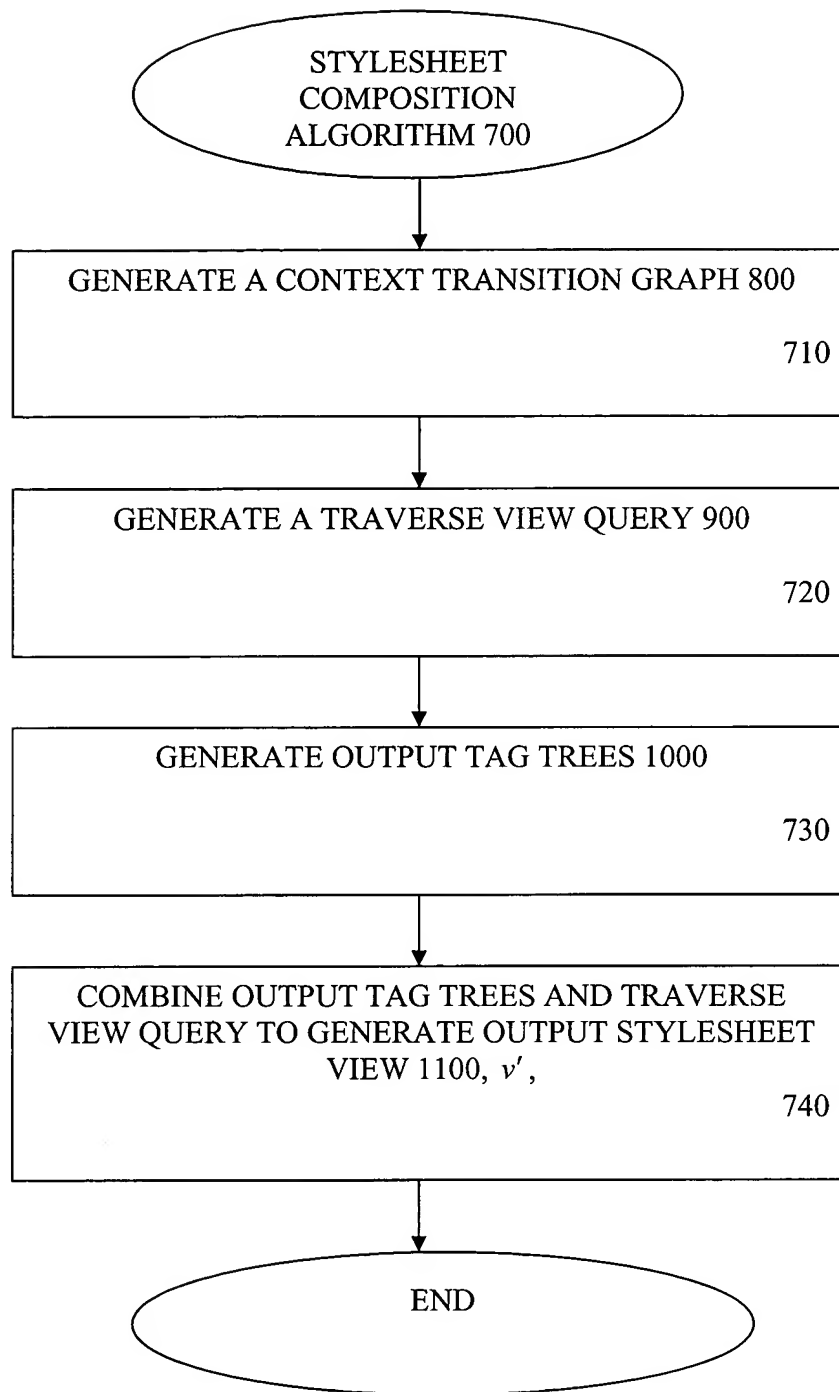 STYLESHEET
COMPOSITION
ALGORITHM 700
GENERATE A CONTEXT TRANSITION GRAPH 800
710
GENERATE A TRAVERSE VIEW QUERY 900
720
GENERATE OUTPUT TAG TREES 1000
730
COMBINE OUTPUT TAG TREES AND TRAVERSE
VIEW QUERY TO GENERATE OUTPUT STYLESHEET
VIEW 1100, v′,
740
END